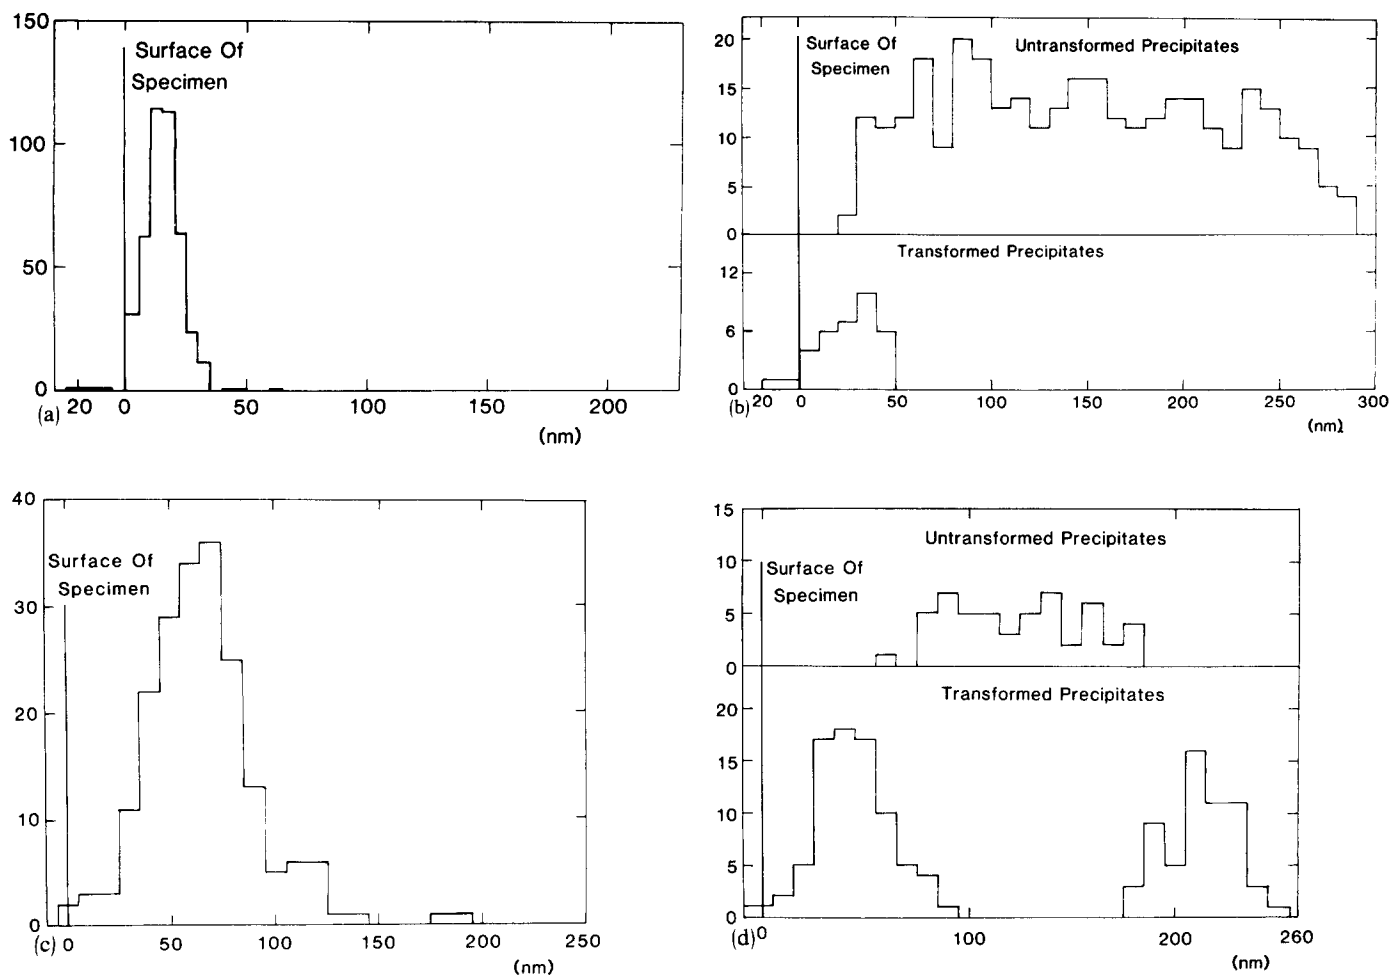 150
100
50
0
Surface Of
Specimen
(a) 20 0 50 100 150 200
(nm)
20
15
10
5
0
Surface Of
Specimen
Untransformed Precipitates
Transformed Precipitates
12
6
0
(b) 20 0 50 100 150 200 250 300
(nm)
40
30
20
10
0
Surface Of
Specimen
(c) 0 50 100 150 200 250
(nm)
15
10
5
0
Untransformed Precipitates
Surface Of
Specimen
Transformed Precipitates
20
15
10
5
0
(d) 0 100 200 260
(nm)